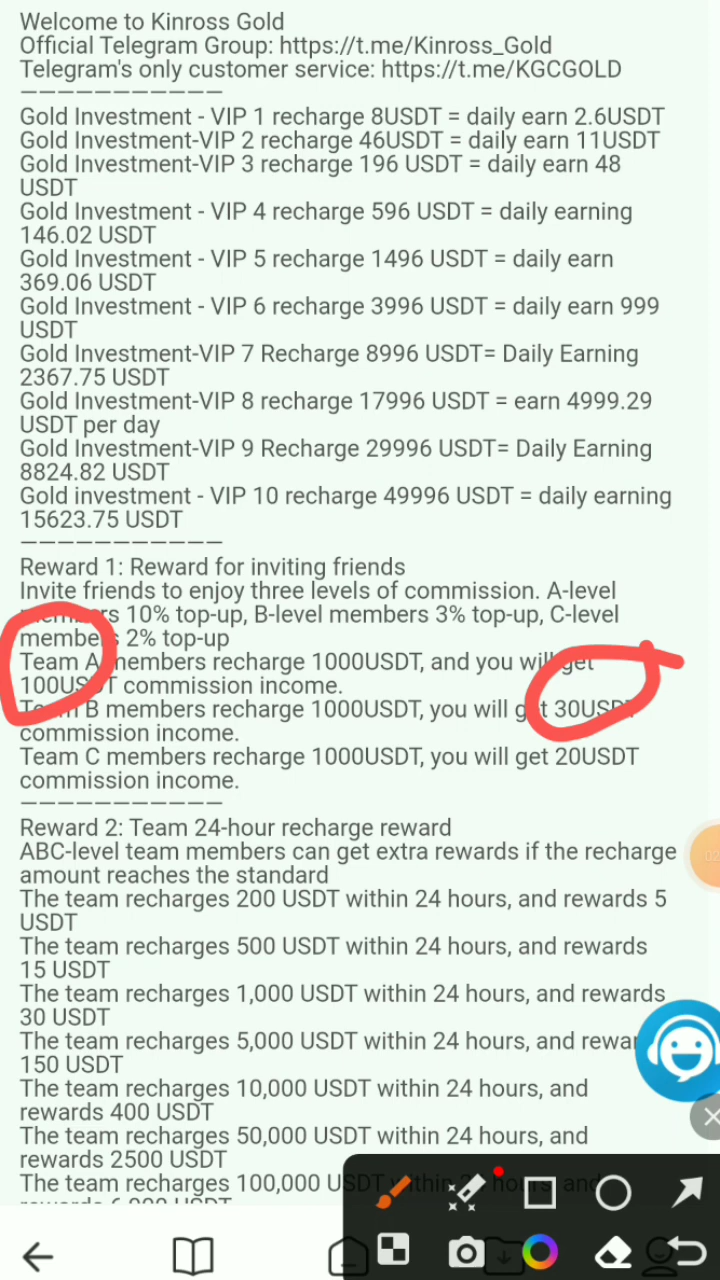 Welcome to Kinross Gold
Official Telegram Group: https://t.me/Kinross_Gold
Telegram's only customer service: https://t.me/KGCGOLD
———————————
Gold Investment - VIP 1 recharge 8USDT = daily earn 2.6USDT
Gold Investment-VIP 2 recharge 46USDT = daily earn 11USDT
Gold Investment-VIP 3 recharge 196 USDT = daily earn 48
USDT
Gold Investment - VIP 4 recharge 596 USDT = daily earning
146.02 USDT
Gold Investment - VIP 5 recharge 1496 USDT = daily earn
369.06 USDT
Gold Investment - VIP 6 recharge 3996 USDT = daily earn 999
USDT
Gold Investment-VIP 7 Recharge 8996 USDT= Daily Earning
2367.75 USDT
Gold Investment-VIP 8 recharge 17996 USDT = earn 4999.29
USDT per day
Gold Investment-VIP 9 Recharge 29996 USDT= Daily Earning
8824.82 USDT
Gold investment - VIP 10 recharge 49996 USDT = daily earning
15623.75 USDT
———————————
Reward 1: Reward for inviting friends
Invite friends to enjoy three levels of commission. A-level
members 10% top-up, B-level members 3% top-up, C-level
members 2% top-up
Team A members recharge 1000USDT, and you will get
100USDT commission income.
Team B members recharge 1000USDT, you will get 30USDT
commission income.
Team C members recharge 1000USDT, you will get 20USDT
commission income.
———————————
Reward 2: Team 24-hour recharge reward
ABC-level team members can get extra rewards if the recharge
amount reaches the standard
The team recharges 200 USDT within 24 hours, and rewards 5
USDT
The team recharges 500 USDT within 24 hours, and rewards
15 USDT
The team recharges 1,000 USDT within 24 hours, and rewards
30 USDT
The team recharges 5,000 USDT within 24 hours, and rewar
150 USDT
The team recharges 10,000 USDT within 24 hours, and
rewards 400 USDT
The team recharges 50,000 USDT within 24 hours, and
rewards 2500 USDT
The team recharges 100,000 USDT within 24 hours, and